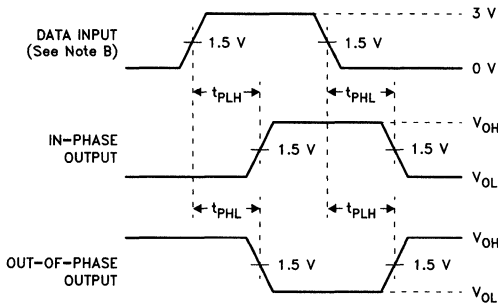 DATA INPUT
(See Note B)
1.5 V
1.5 V
3 V
0 V
tPLH
tPHL
IN-PHASE
OUTPUT
1.5 V
1.5 V
VOH
VOL
tPHL
tPLH
OUT-OF-PHASE
OUTPUT
1.5 V
1.5 V
VOH
VOL